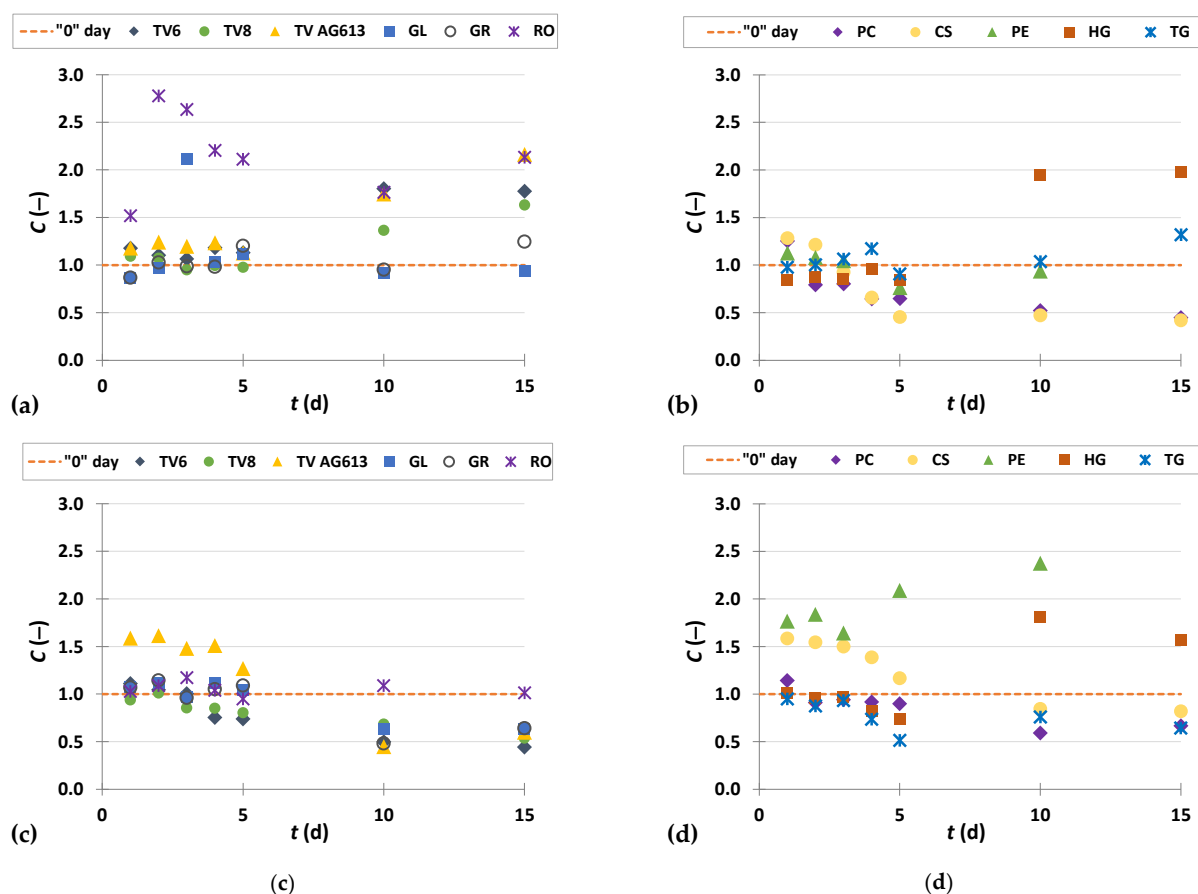 "0" day TV6 TV8 TV AG613 GL GR RO
3.0
2.5
2.0
1.5
1.0
0.5
0.0
C (–)
0 5 10 15
t (d)
(a)
"0" day PC CS PE HG TG
3.0
2.5
2.0
1.5
1.0
0.5
0.0
C (–)
0 5 10 15
t (d)
(b)
"0" day TV6 TV8 TV AG613 GL GR RO
3.0
2.5
2.0
1.5
1.0
0.5
0.0
C (–)
0 5 10 15
t (d)
(c)
"0" day PC CS PE HG TG
3.0
2.5
2.0
1.5
1.0
0.5
0.0
C (–)
0 5 10 15
t (d)
(d)
(c) (d)